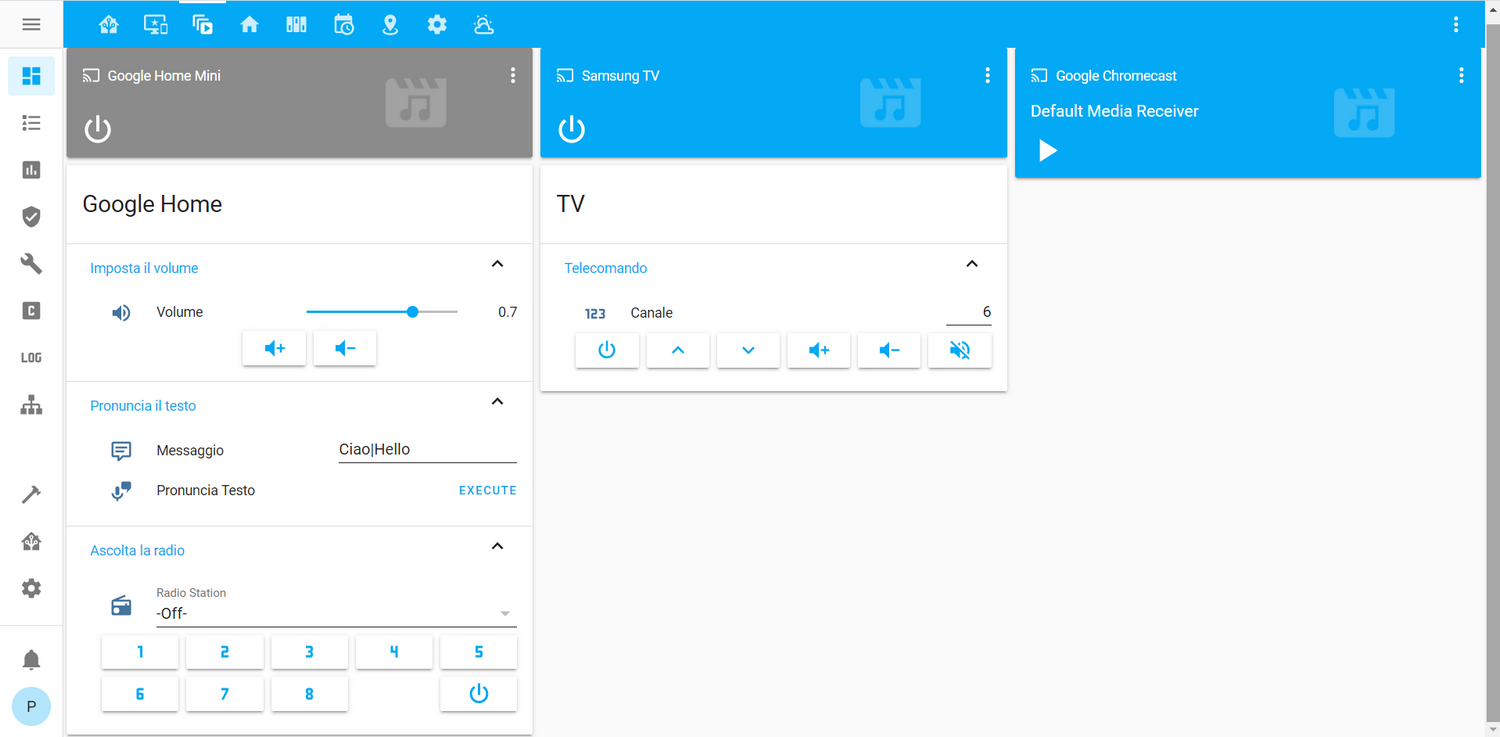 Google Home Mini
Samsung TV
Google Chromecast
Default Media Receiver
Google Home
TV
Imposta il volume
Volume
0.7
Pronuncia il testo
Messaggio
Ciao|Hello
Pronuncia Testo
EXECUTE
Ascolta la radio
Radio Station
-Off-
1 2 3 4 5
6 7 8
Telecomando
123 Canale 6
C
LOG
P